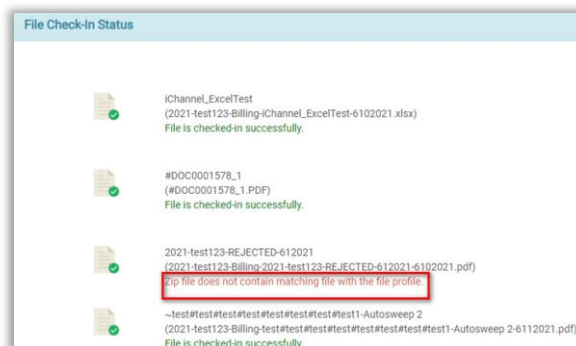 File Check-In Status
iChannel_ExcelTest
(2021-test123-Billing-iChannel_ExcelTest-6102021.xlsx)
File is checked-in successfully.
#DOC0001578_1
(#DOC0001578_1.PDF)
File is checked-in successfully.
2021-test123-REJECTED-612021
(2021-test123-Billing-2021-test123-REJECTED-612021-6102021.pdf)
Zip file does not contain matching file with the file profile.
~test#test#test#test#test#test#test#test1-Autosweep 2
(2021-test123-Billing-test#test#test#test#test#test#test#test1-Autosweep 2-6112021.pdf)
File is checked-in successfully.